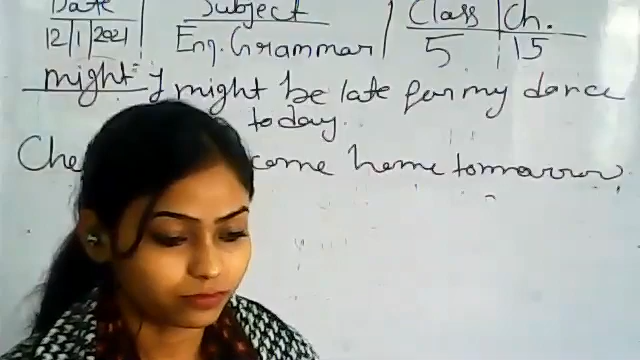 Date Subject Class Ch.
12/1/2021 Eng. Grammar 5 15
might - I might be late for my dance
today.
Che come home tommorrow.